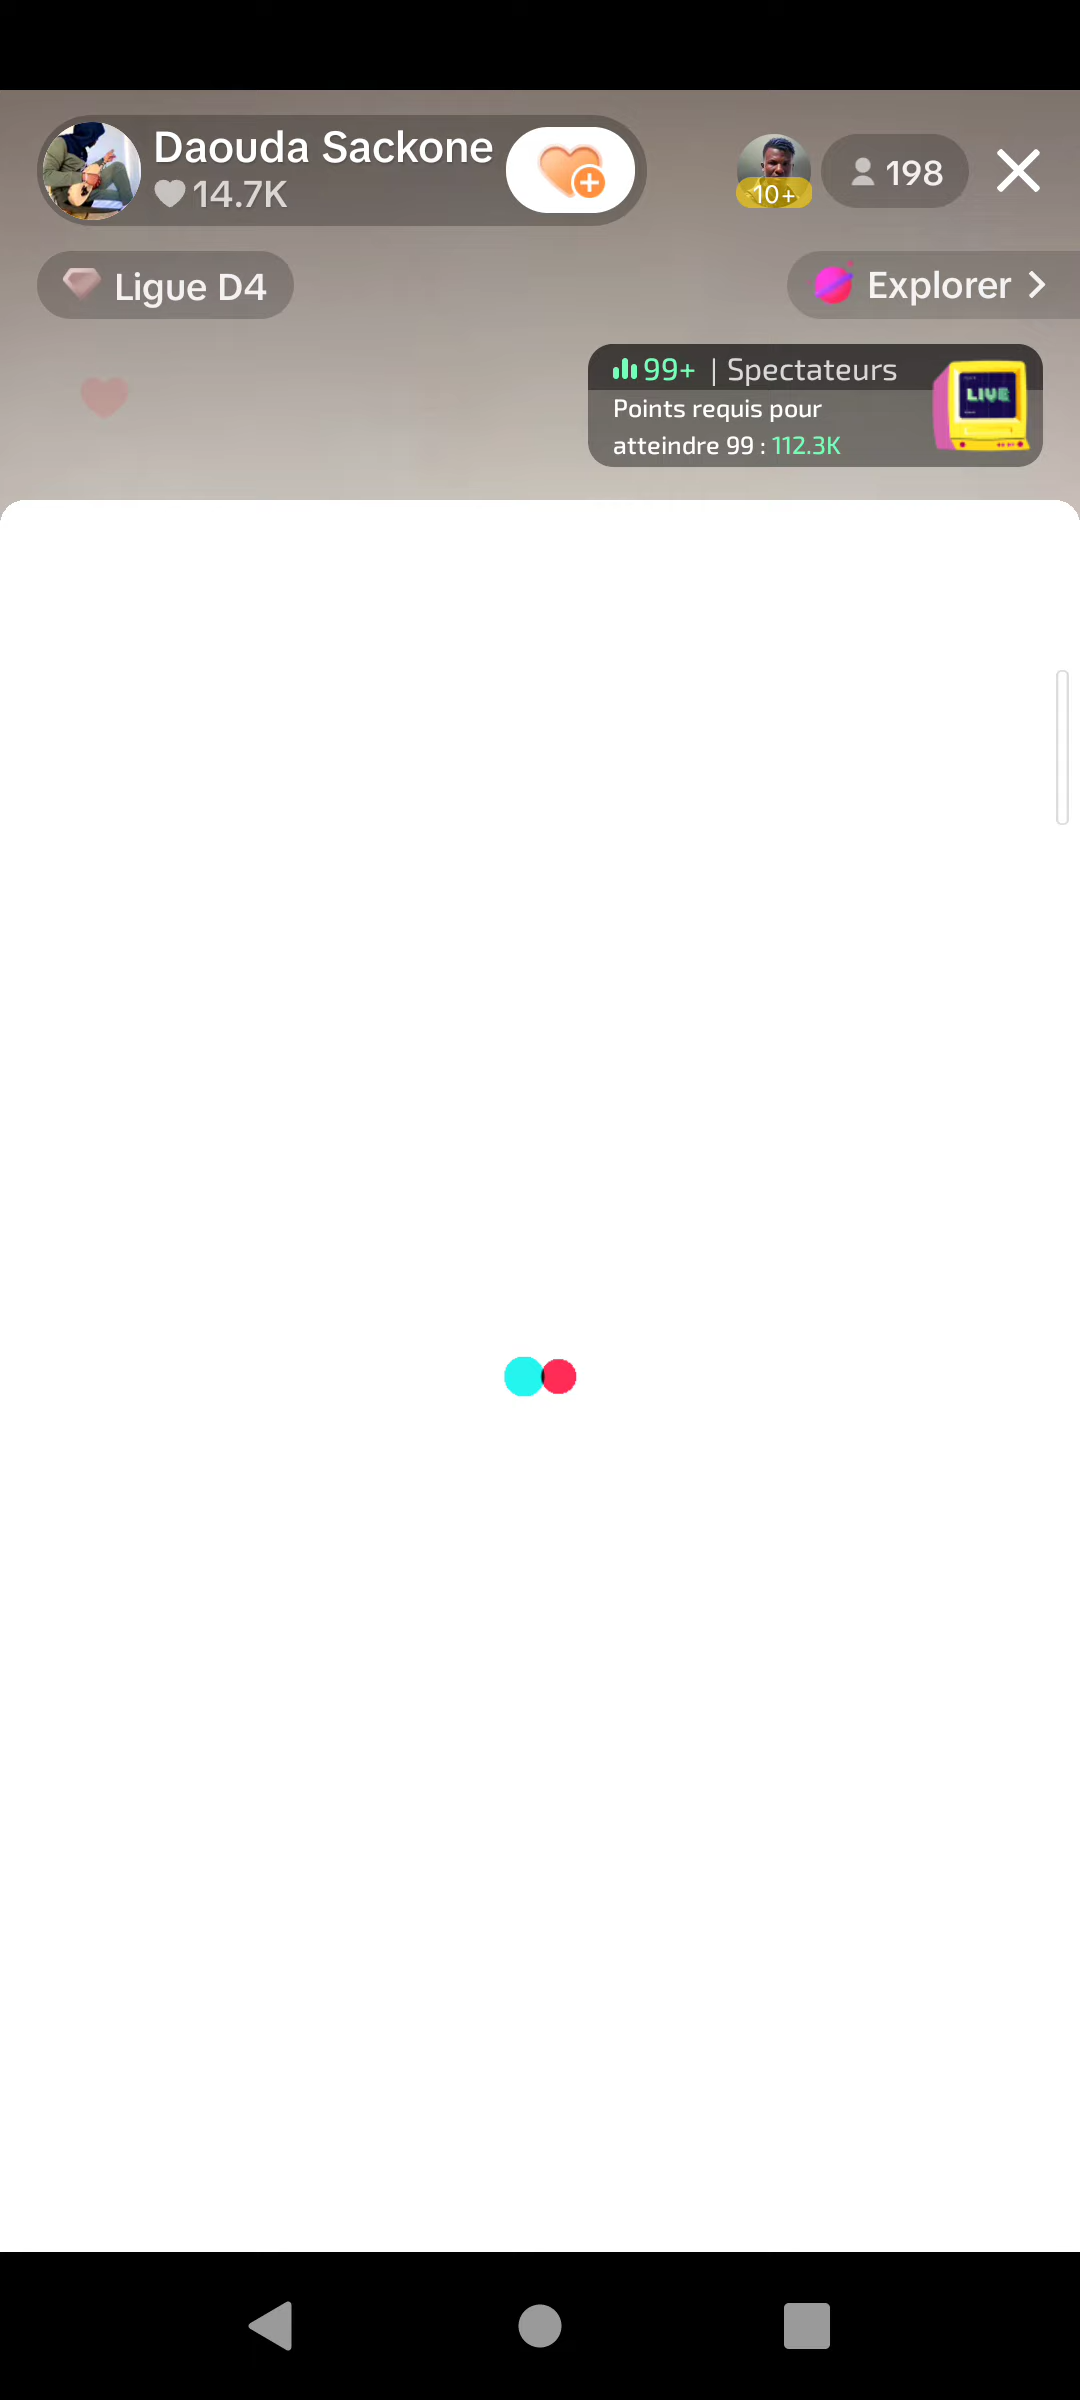 Daouda Sackone
14.7K
10+
198
Ligue D4
Explorer
99+ | Spectateurs
Points requis pour
atteindre 99 : 112.3K
LIVE